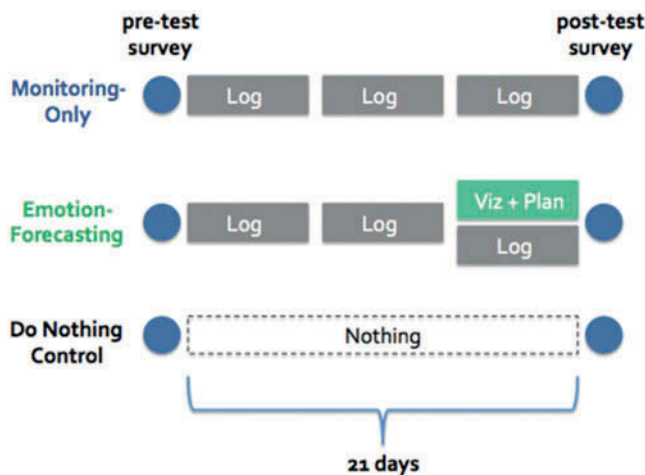 pre-test
survey
post-test
survey
Monitoring-
Only
Log
Log
Log
Emotion-
Forecasting
Log
Log
Viz + Plan
Log
Do Nothing
Control
Nothing
21 days